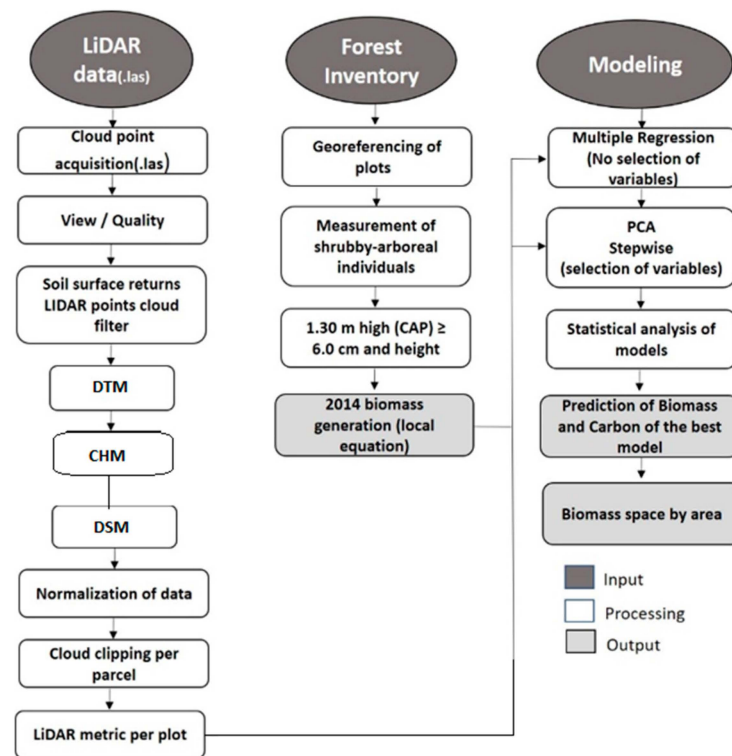 LiDAR
data(.las)
Cloud point
acquisition(.las)
View / Quality
Soil surface returns
LIDAR points cloud
filter
DTM
CHM
DSM
Normalization of data
Cloud clipping per
parcel
LiDAR metric per plot
Forest
Inventory
Georeferencing of
plots
Measurement of
shrubby-arboreal
individuals
1.30 m high (CAP) ≥
6.0 cm and height
2014 biomass
generation (local
equation)
Modeling
Multiple Regression
(No selection of
variables)
PCA
Stepwise
(selection of variables)
Statistical analysis of
models
Prediction of Biomass
and Carbon of the best
model
Biomass space by area
Input
Processing
Output